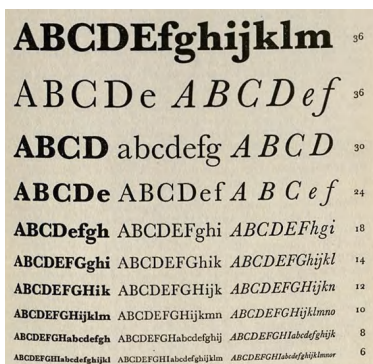 ABCDEfghijklm 36
ABCDe ABCDef 36
ABCD abcdefg ABCD 30
ABCDe ABCDef ABCef 24
ABCDefgh ABCDEFghi ABCDEFhgi 18
ABCDEFGghi ABCDEFGhik ABCDEFGhijkl 14
ABCDEFGHik ABCDEFGHijk ABCDEFGHijkn 12
ABCDEFGHijklm ABCDEFGHijkmn ABCDEFGHijklmno 10
ABCDEFGHabcdefgh ABCDEFGHabcdefghij ABCDEFGHIabcdefghijk 8
ABCDEFGHIabcdefghijkl ABCDEFGHIabcdefghijklm ABCDEFGHIabcdefghijklmnor 6